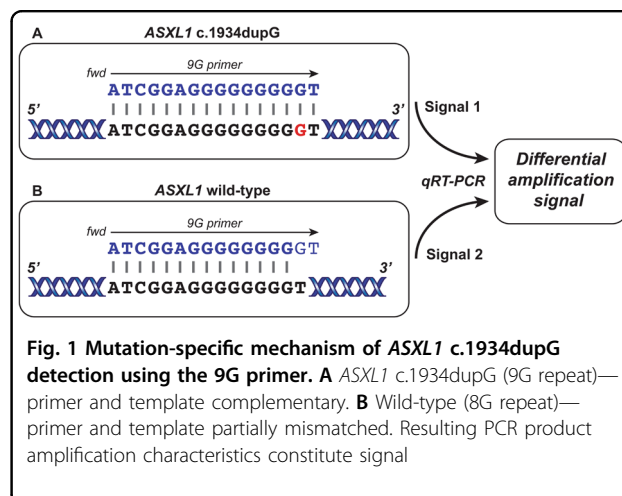 A
ASXL1 c.1934dupG
fwd
9G primer
ATCGGAGGGGGGGGGT
5’
3’
ATCGGAGGGGGGGGGT
Signal 1
B
ASXL1 wild-type
fwd
9G primer
ATCGGAGGGGGGGGGT
5’
3’
ATCGGAGGGGGGGGT
Signal 2
qRT-PCR
Differential
amplification
signal
Fig. 1 Mutation-specific mechanism of ASXL1 c.1934dupG
detection using the 9G primer. A ASXL1 c.1934dupG (9G repeat)—
primer and template complementary. B Wild-type (8G repeat)—
primer and template partially mismatched. Resulting PCR product
amplification characteristics constitute signal